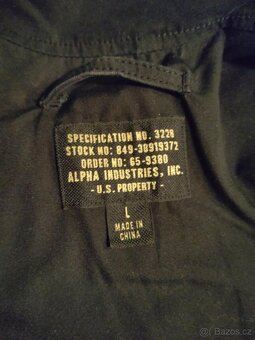 SPECIFICATION NO. 3228
STOCK NO: 849-38919372
ORDER NO: 65-9380
ALPHA INDUSTRIES, INC.
- U.S. PROPERTY -
L
MADE IN
CHINA
Bazos.cz